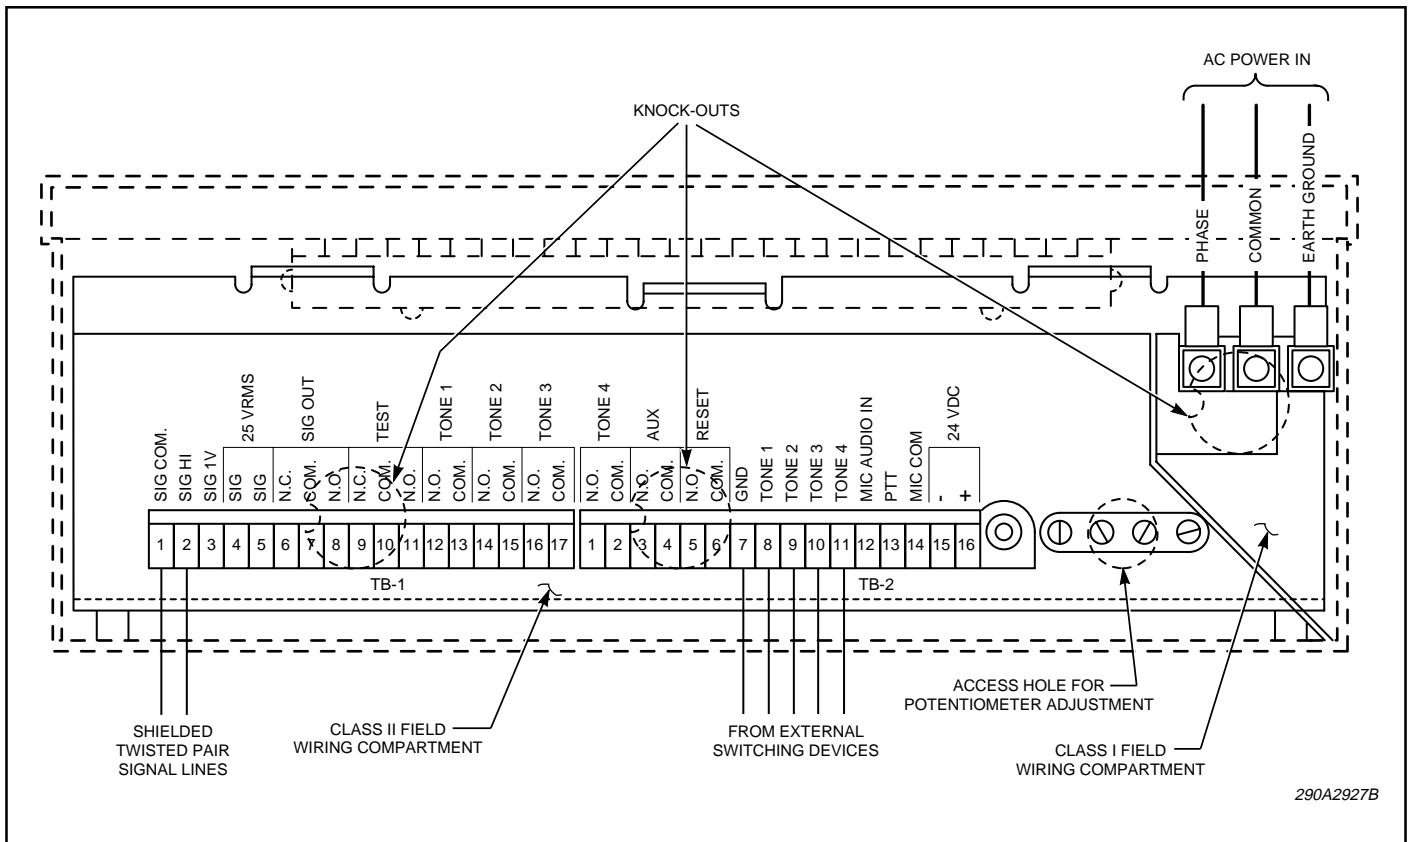 AC POWER IN
KNOCK-OUTS
PHASE
COMMON
EARTH GROUND
25 VRMS
SIG OUT
TEST
TONE 1
TONE 2
TONE 3
TONE 4
AUX
RESET
24 VDC
SIG COM.
SIG HI
SIG 1V
SIG
SIG
N.C.
COM.
N.O.
N.C.
COM.
N.O.
N.O.
COM.
N.O.
COM.
N.O.
COM.
N.O.
COM.
N.O.
COM.
N.O.
COM.
GND
TONE 1
TONE 2
TONE 3
TONE 4
MIC AUDIO IN
PTT
MIC COM
-
+
1 2 3 4 5 6 7 8 9 10 11 12 13 14 15 16 17
1 2 3 4 5 6 7 8 9 10 11 12 13 14 15 16
TB-1
TB-2
SHIELDED
TWISTED PAIR
SIGNAL LINES
CLASS II FIELD
WIRING COMPARTMENT
FROM EXTERNAL
SWITCHING DEVICES
ACCESS HOLE FOR
POTENTIOMETER ADJUSTMENT
CLASS I FIELD
WIRING COMPARTMENT
290A2927B